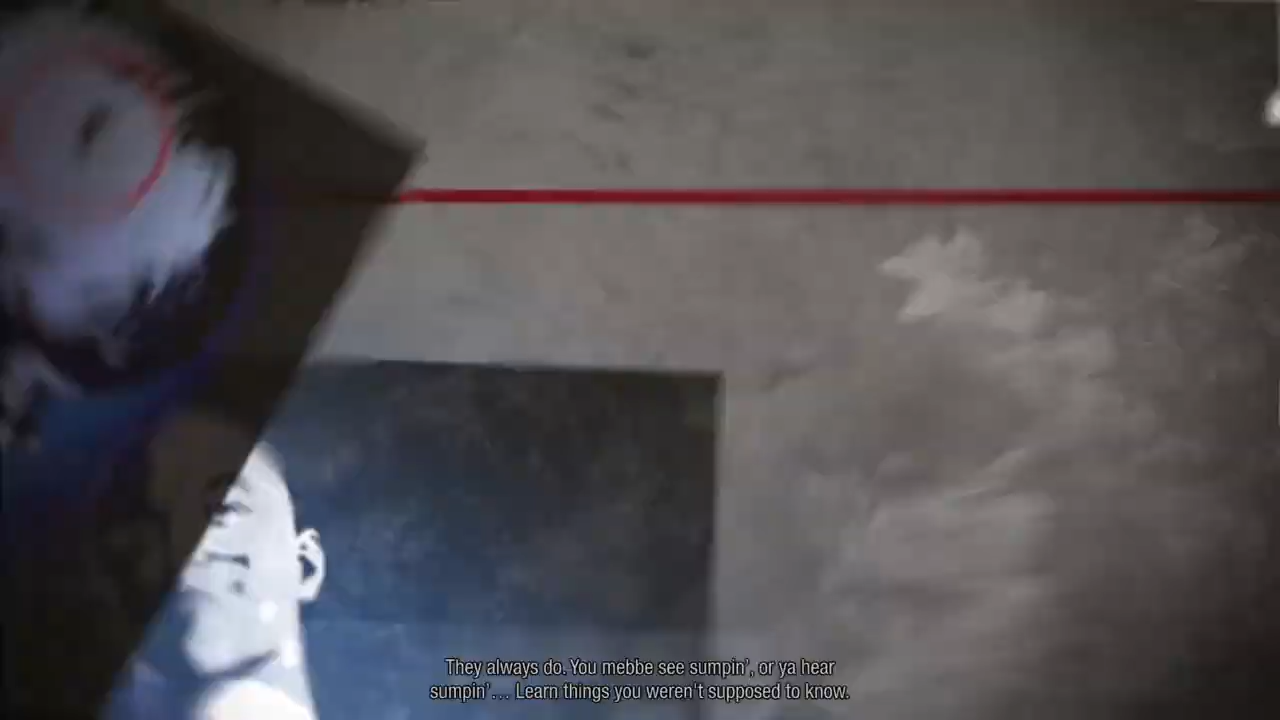 They always do. You mebbe see sumpin', or ya hear
sumpin'... Learn things you weren't supposed to know.